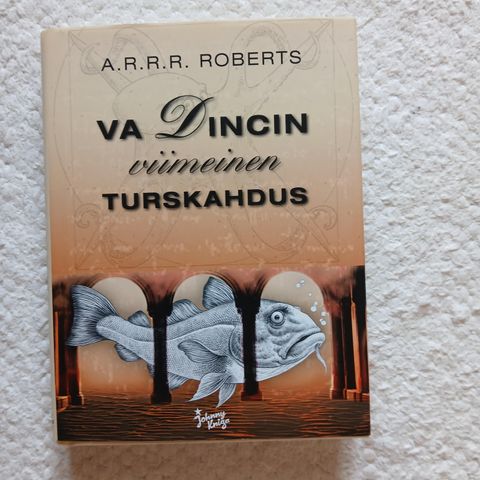 A.R.R.R. ROBERTS
VA DINCIN
viimeinen
TURSKAHDUS
Johnny
Kniga